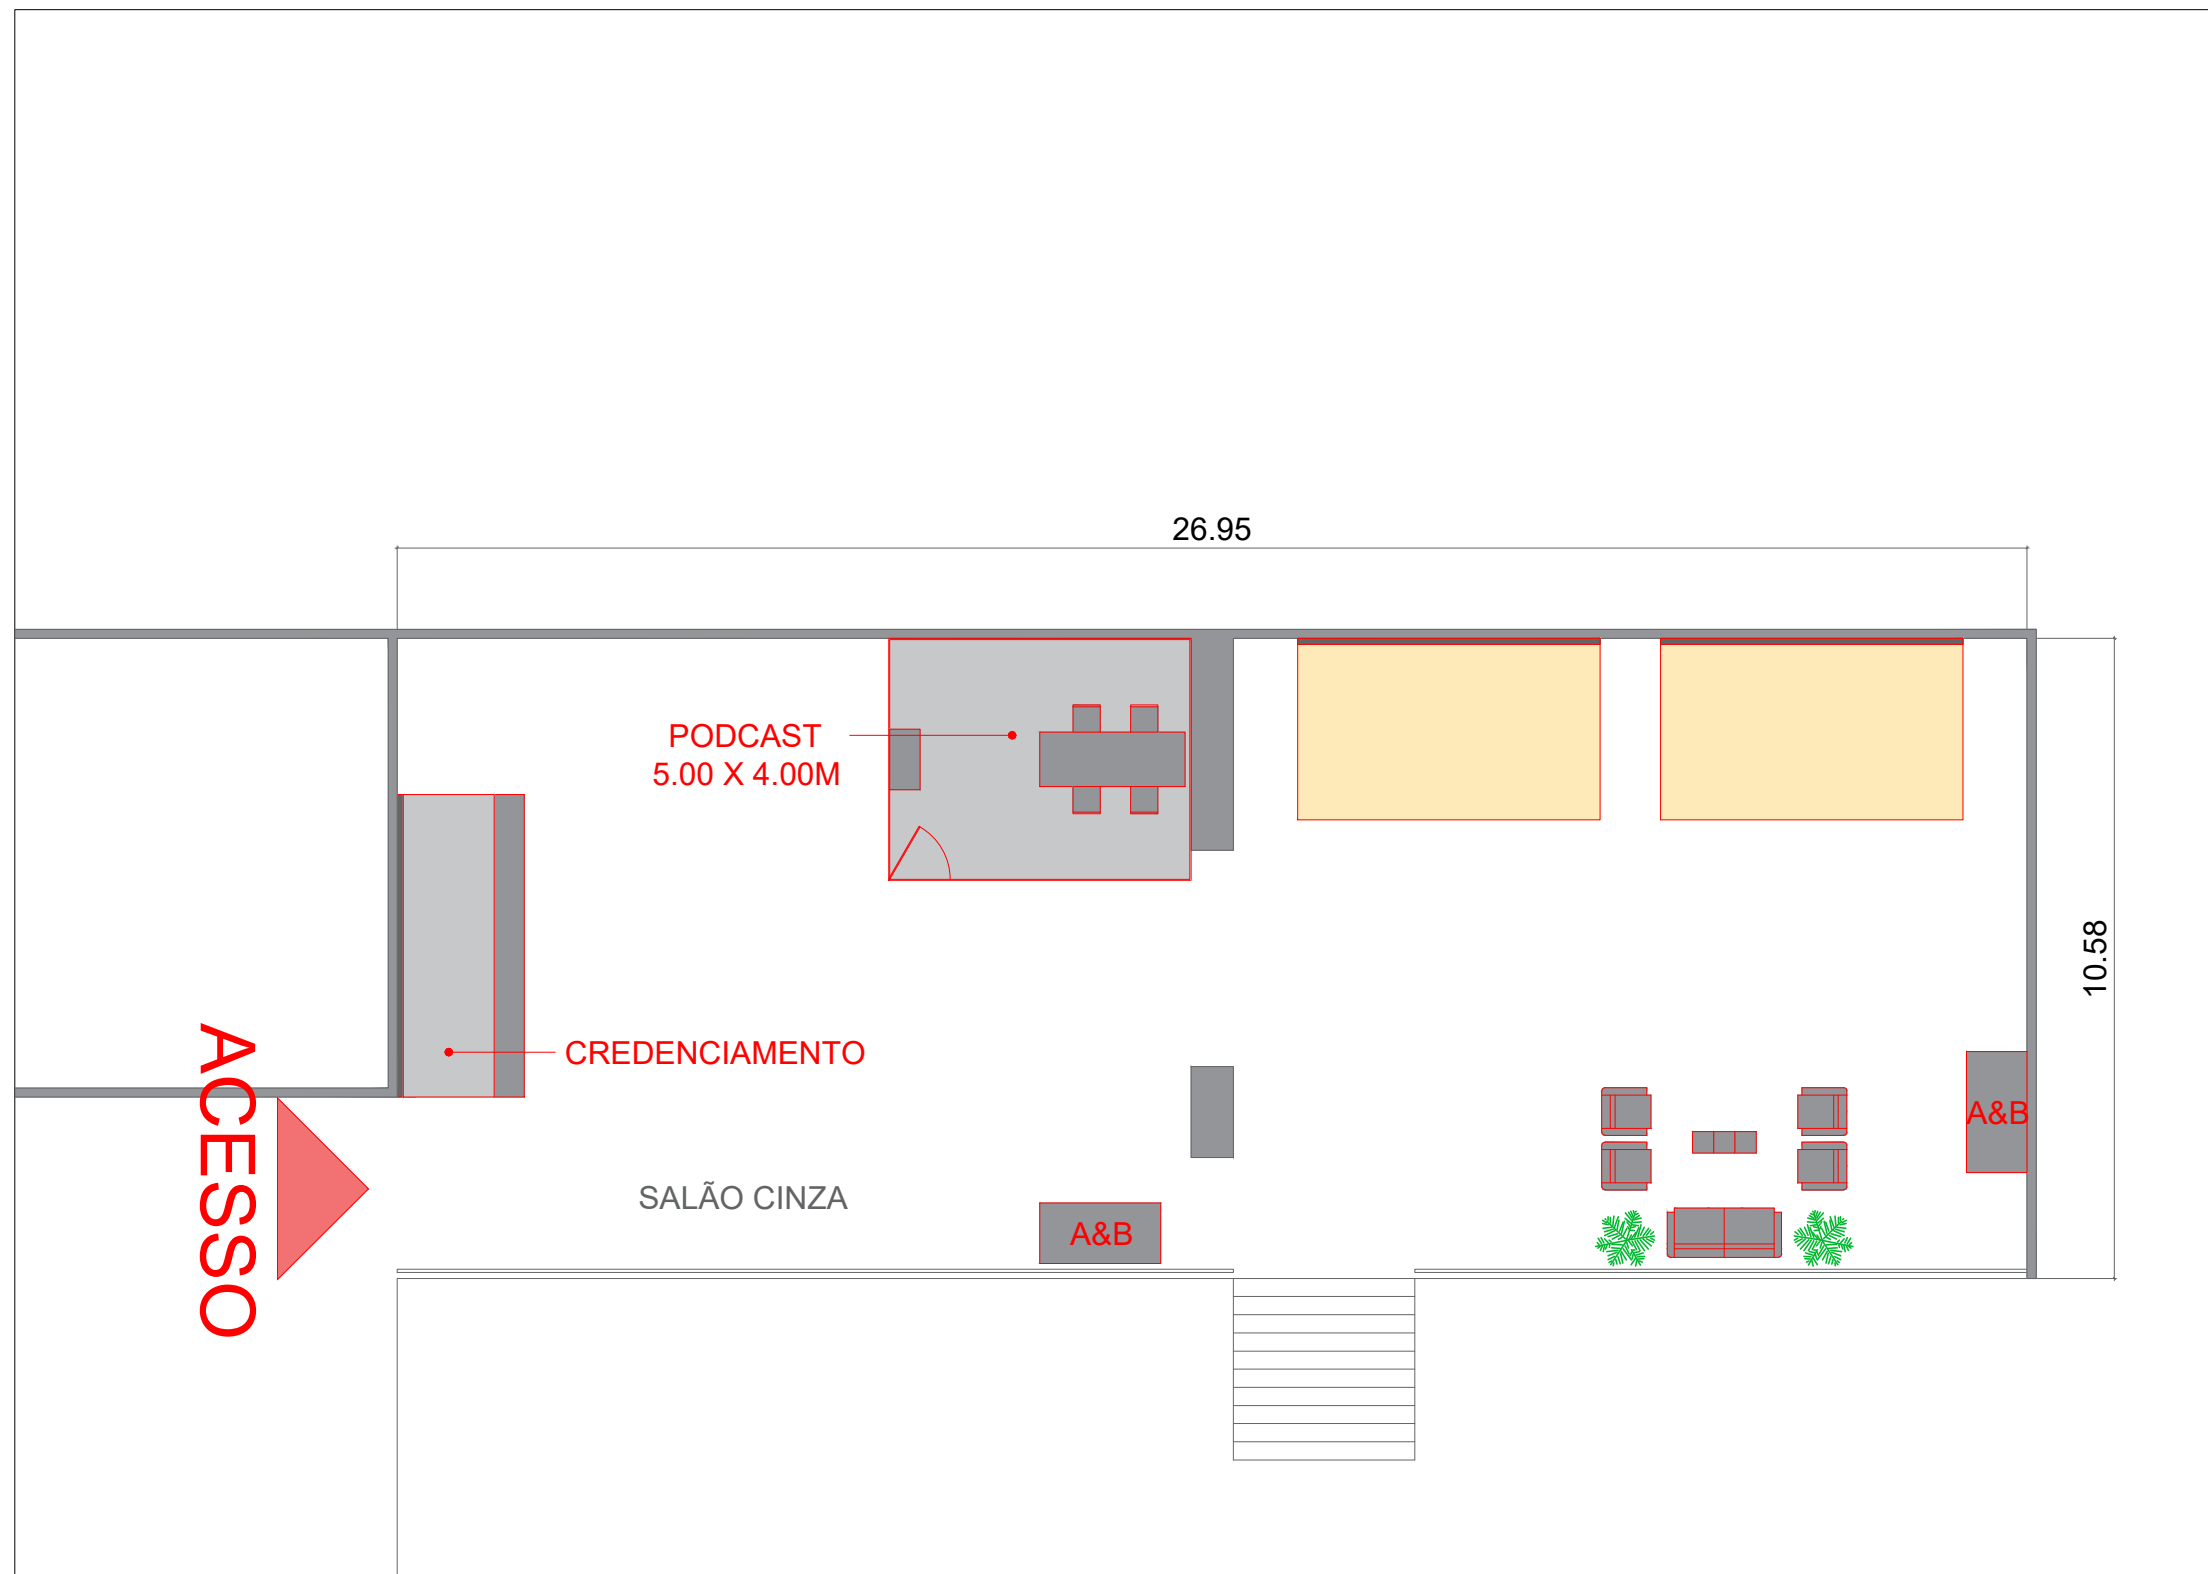 26.95
PODCAST
5.00 X 4.00M
10.58
CREDENCIAMENTO
ACESSO
A&B
SALÃO CINZA
A&B